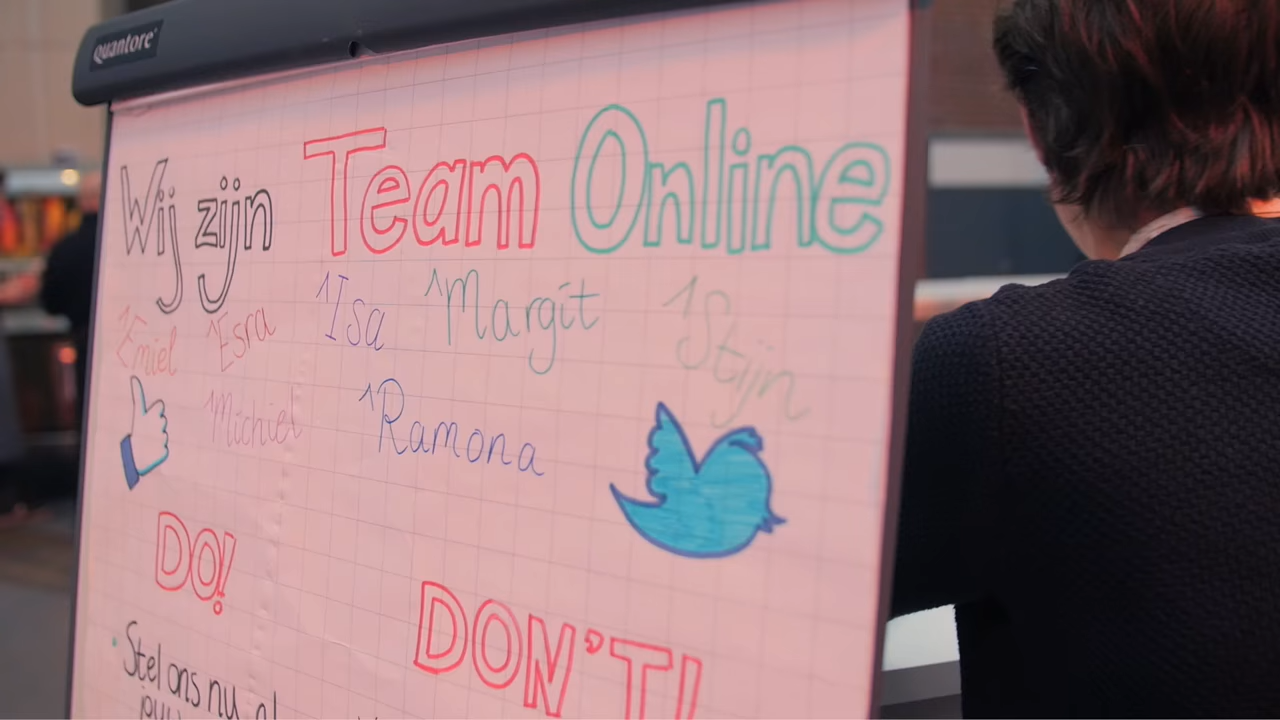 quantore
Wij zijn Team Online
^Emiel ^Esra ^Isa ^Margit ^Stijn
^Michiel ^Ramona
DO!
DON'T!
Stel ons nu al